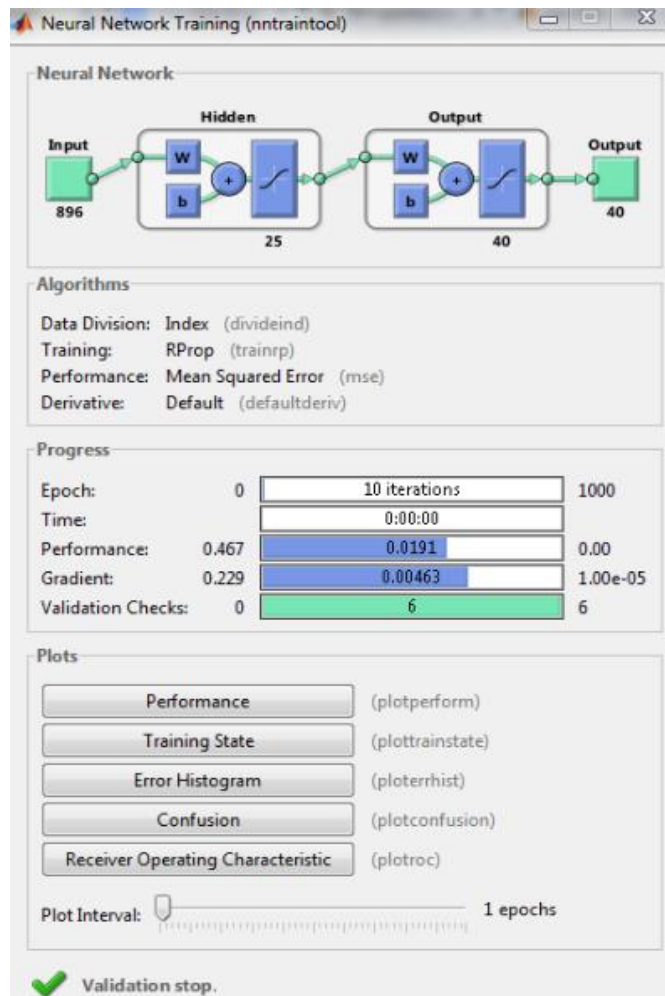 Neural Network Training (nntraintool)
Neural Network
Hidden Output
Input Output
W b + W b +
896 25 40 40
Algorithms
Data Division: Index (divideind)
Training: RProp (trainrp)
Performance: Mean Squared Error (mse)
Derivative: Default (defaultderiv)
Progress
Epoch: 0 10 iterations 1000
Time: 0:00:00
Performance: 0.467 0.0191 0.00
Gradient: 0.229 0.00463 1.00e-05
Validation Checks: 0 6 6
Plots
Performance (plotperform)
Training State (plottrainstate)
Error Histogram (ploterrhist)
Confusion (plotconfusion)
Receiver Operating Characteristic (plotroc)
Plot Interval: 1 epochs
Validation stop.